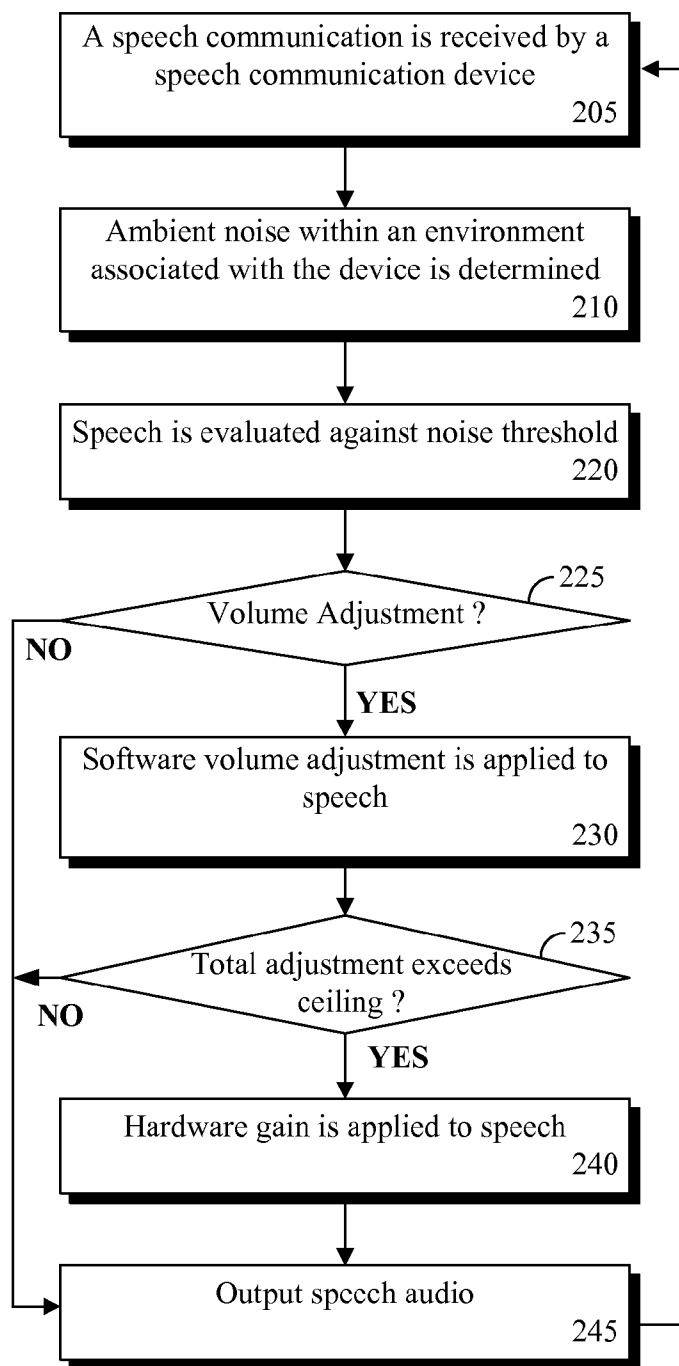 A speech communication is received by a
speech communication device
205
Ambient noise within an environment
associated with the device is determined
210
Speech is evaluated against noise threshold
220
225
Volume Adjustment ?
NO
YES
Software volume adjustment is applied to
speech
230
235
Total adjustment exceeds
ceiling ?
NO
YES
Hardware gain is applied to speech
240
Output speech audio
245